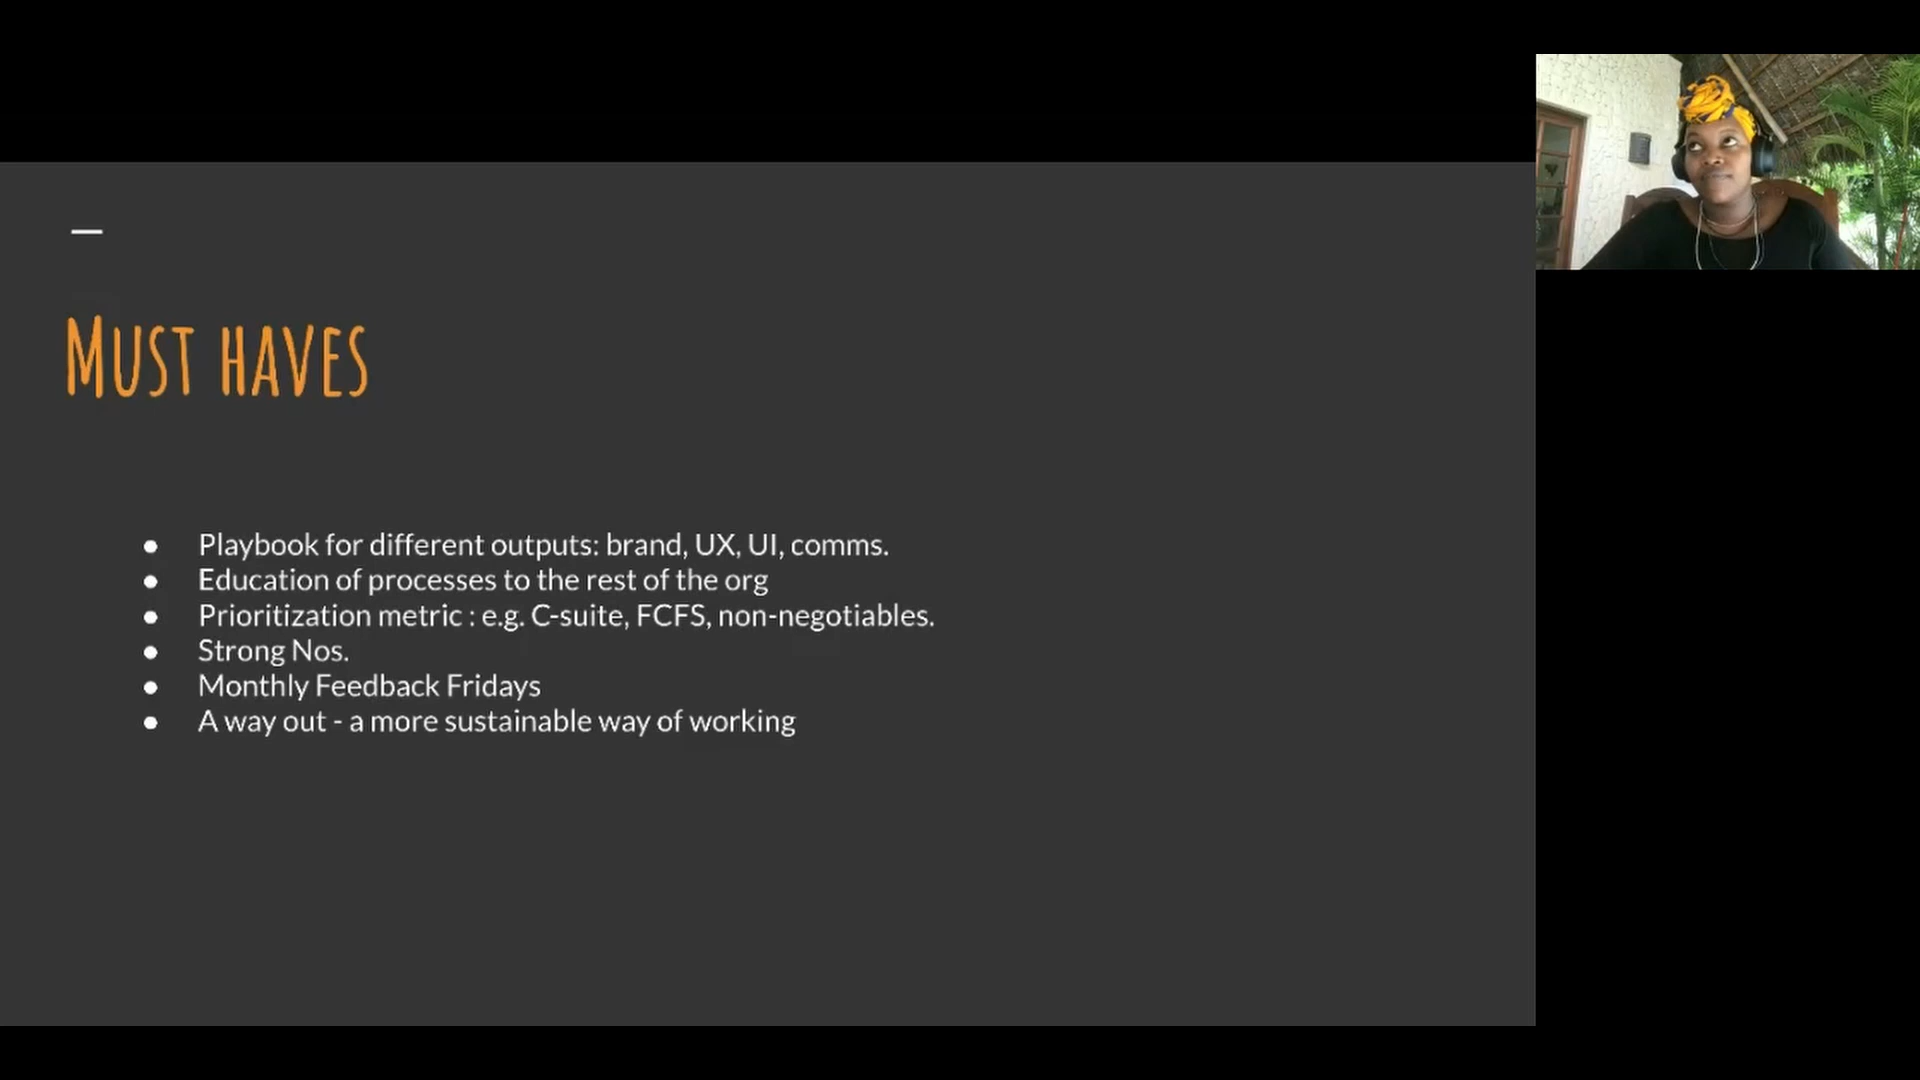 Must haves
● Playbook for different outputs: brand, UX, UI, comms.
● Education of processes to the rest of the org
● Prioritization metric : e.g. C-suite, FCFS, non-negotiables.
● Strong Nos.
● Monthly Feedback Fridays
● A way out - a more sustainable way of working